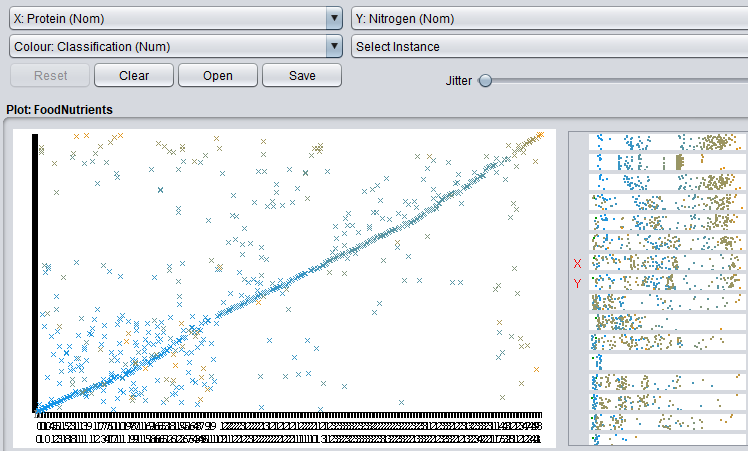 X: Protein (Nom)
Y: Nitrogen (Nom)
Colour: Classification (Num)
Select Instance
Reset
Clear
Open
Save
Jitter
Plot: FoodNutrients
X
Y